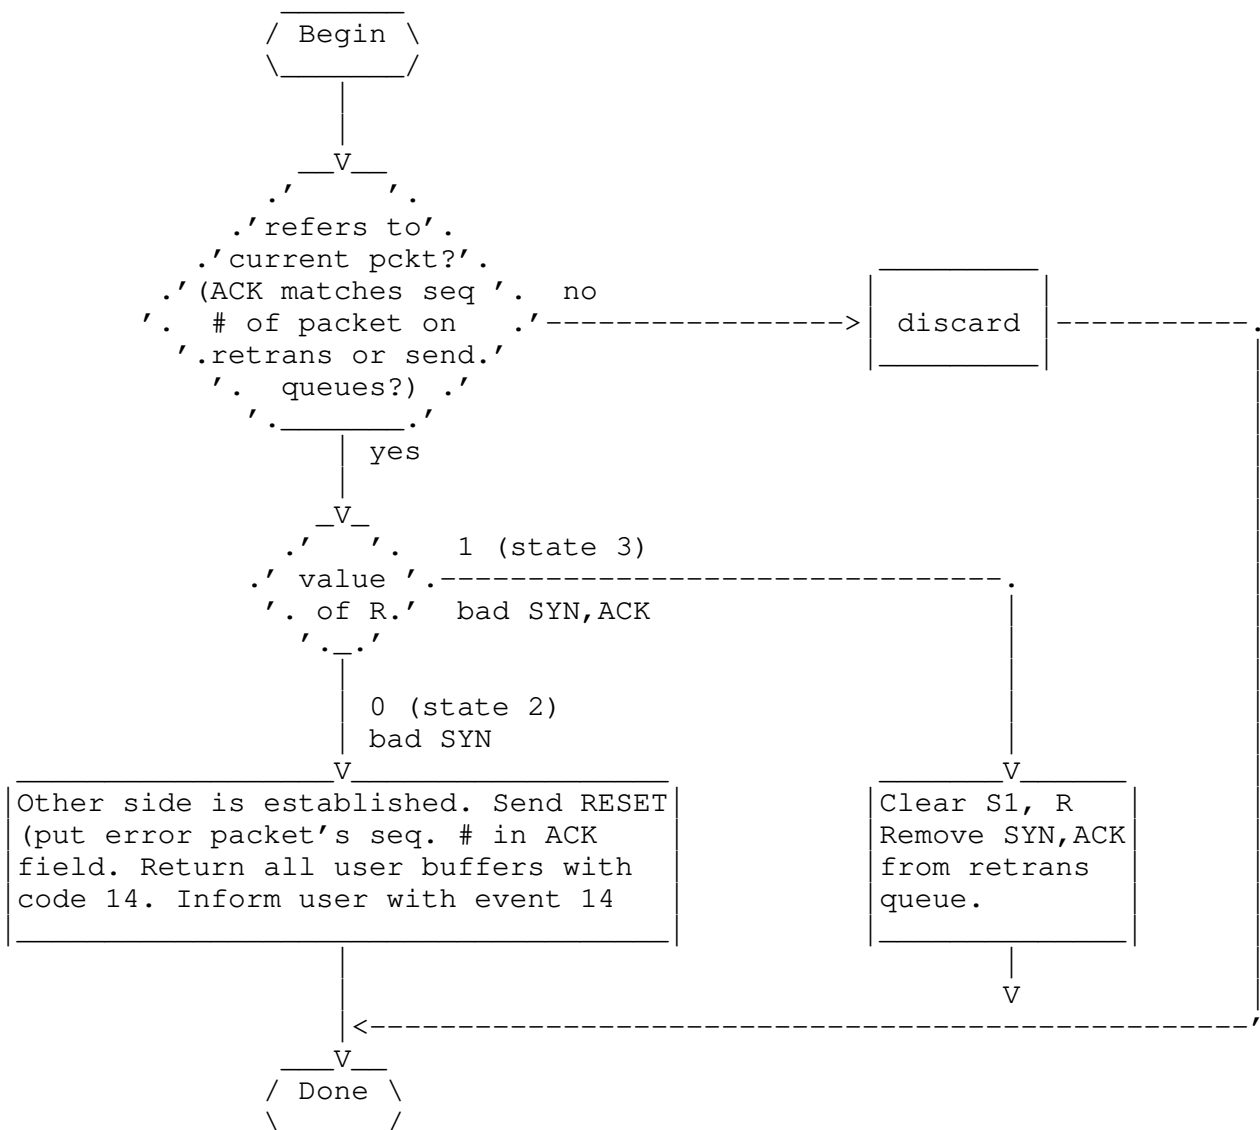 Begin
refers to
current pckt?
(ACK matches seq
no
# of packet on
discard
retrans or send
queues?)
yes
1 (state 3)
value
of R.
bad SYN,ACK
0 (state 2)
bad SYN
Other side is established. Send RESET
(put error packet's seq. # in ACK
field. Return all user buffers with
code 14. Inform user with event 14
Clear S1, R
Remove SYN,ACK
from retrans
queue.
Done